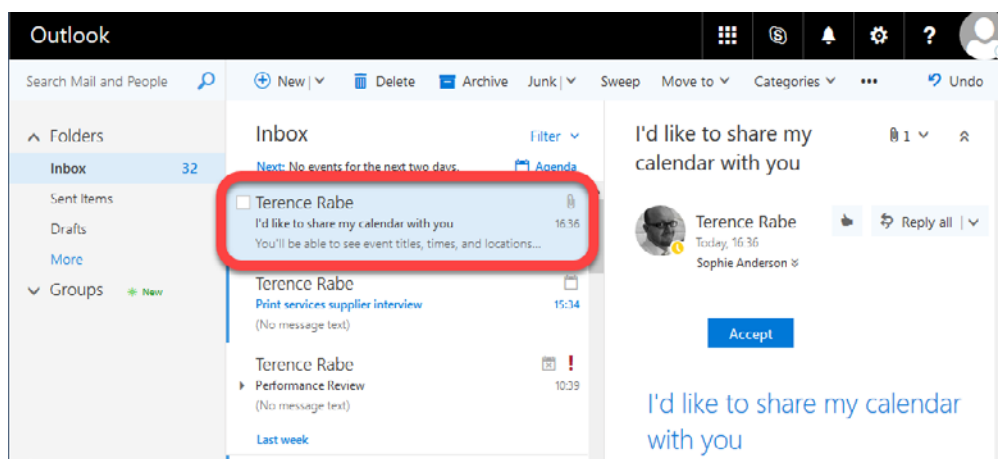 Outlook
?
Search Mail and People
New
Delete
Archive
Junk
Sweep
Move to
Categories
•••
Undo
Folders
Inbox 32
Sent Items
Drafts
More
Groups
New
Inbox
Filter
Next: No events for the next two days.
Agenda
Terence Rabe
I'd like to share my calendar with you 16:36
You'll be able to see event titles, times, and locations...
Terence Rabe
Print services supplier interview 15:34
(No message text)
Terence Rabe
Performance Review 10:39
(No message text)
Last week
I'd like to share my
calendar with you
1
Terence Rabe
Today, 16:36
Sophie Anderson
Reply all
Accept
I'd like to share my calendar
with you